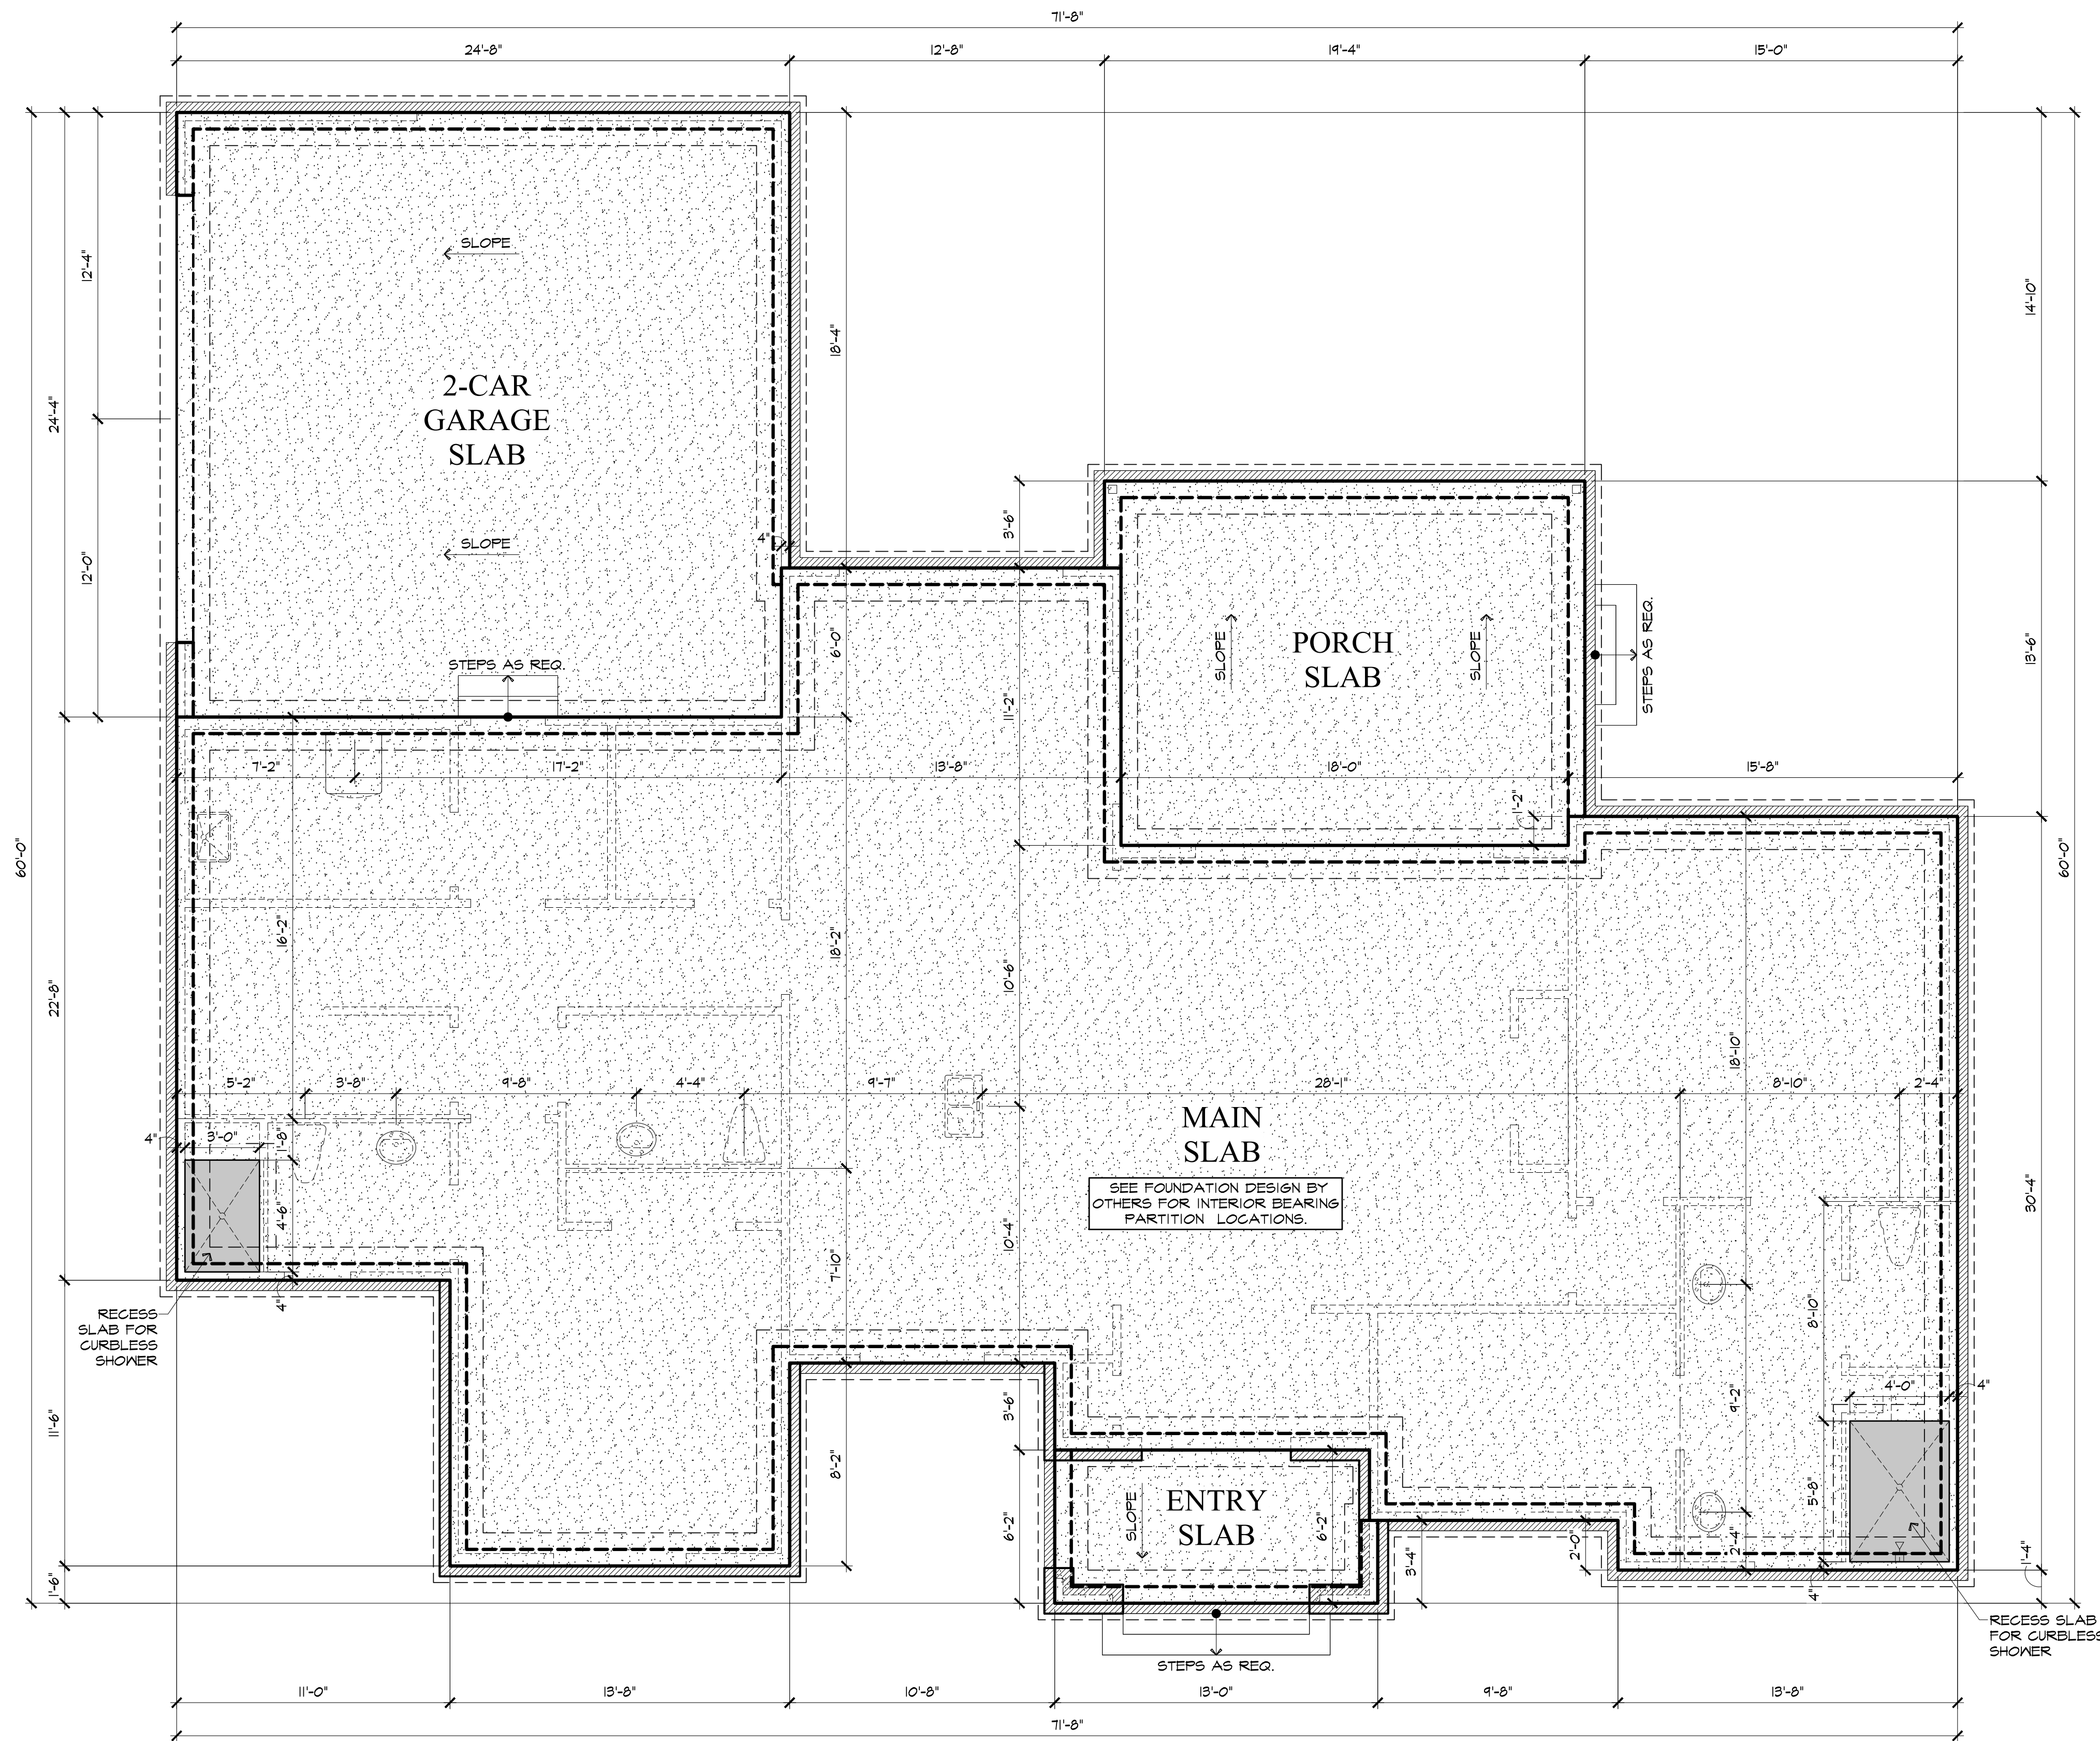 71'-8"
24'-8"
12'-8"
19'-4"
15'-0"
12'-4"
24'-4"
12'-0"
60'-0"
22'-8"
11'-6"
1'-6"
SLOPE
2-CAR
GARAGE
SLAB
SLOPE
STEPS AS REQ.
18'-4"
4"
6'-0"
3'-6"
11'-2"
SLOPE
PORCH
SLAB
SLOPE
STEPS AS REQ.
14'-10"
13'-6"
60'-0"
30'-4"
1'-4"
7'-2"
17'-2"
13'-8"
18'-0"
15'-8"
1'-2"
16'-2"
18'-2"
10'-6"
18'-10"
5'-2"
3'-8"
9'-8"
4'-4"
9'-7"
28'-1"
8'-10"
2'-4"
MAIN
SLAB
SEE FOUNDATION DESIGN BY
OTHERS FOR INTERIOR BEARING
PARTITION LOCATIONS.
4"
3'-0"
1'-8"
4'-6"
4"
RECESS
SLAB FOR
CURBLESS
SHOWER
7'-10"
10'-4"
8'-2"
3'-6"
6'-2"
SLOPE
ENTRY
SLAB
6'-2"
3'-4"
2'-0"
STEPS AS REQ.
8'-10"
9'-2"
4'-0"
4"
5'-8"
2'-4"
4"
RECESS SLAB
FOR CURBLESS
SHOWER
11'-0"
13'-8"
10'-8"
13'-0"
9'-8"
13'-8"
71'-8"